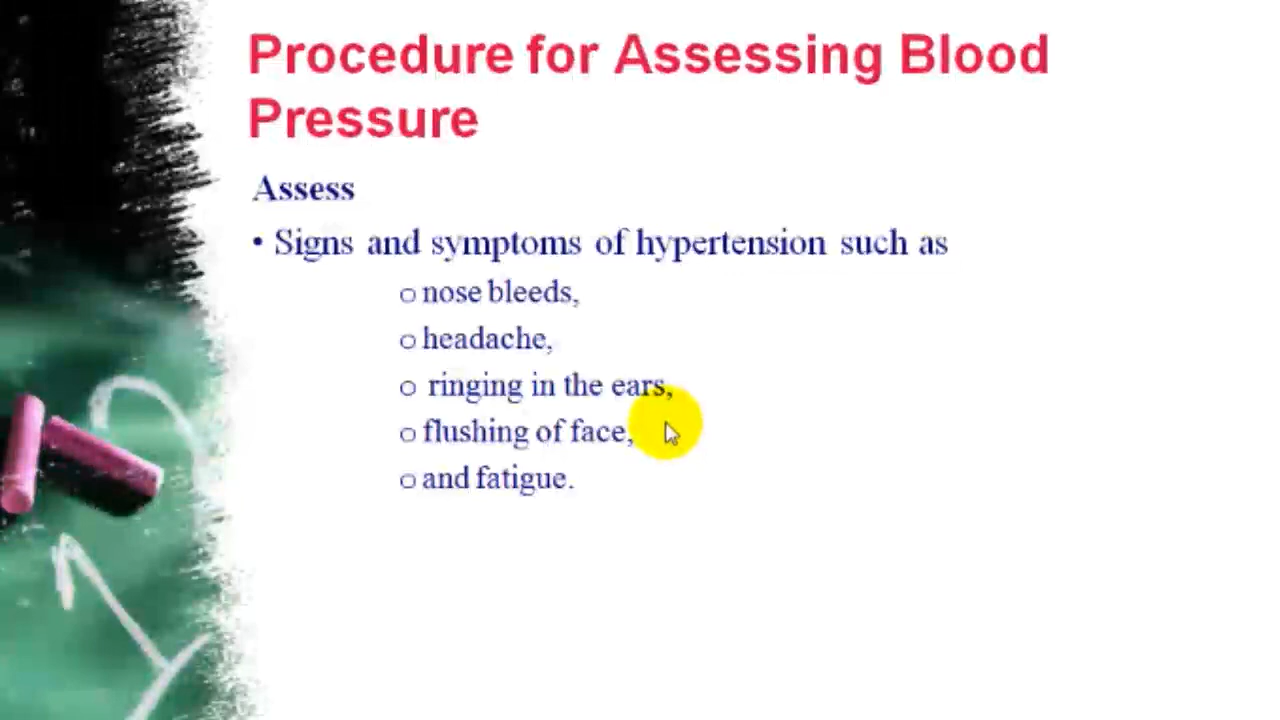 Procedure for Assessing Blood
Pressure
Assess
• Signs and symptoms of hypertension such as
o nose bleeds,
o headache,
o ringing in the ears,
o flushing of face,
o and fatigue.